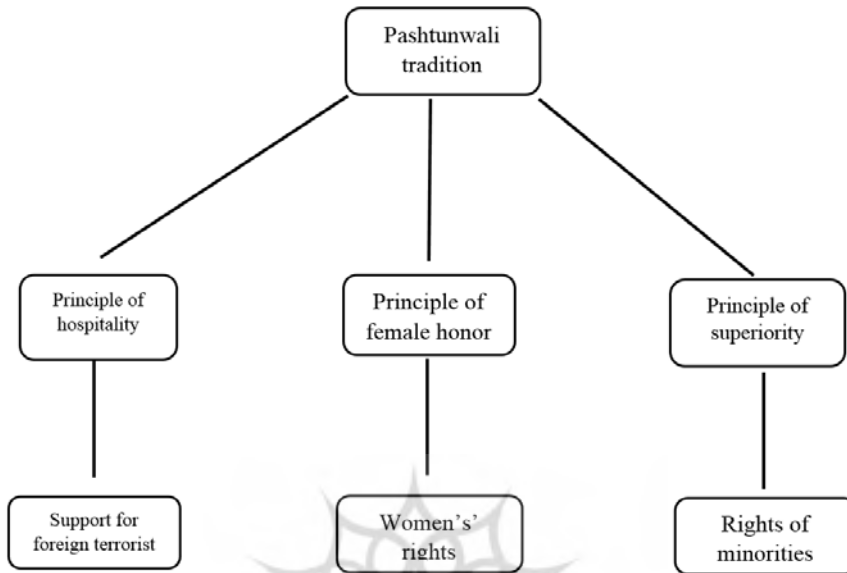 Pashtunwali
tradition
Principle of
hospitality
Principle of
female honor
Principle of
superiority
Support for
foreign terrorist
Women's'
rights
Rights of
minorities